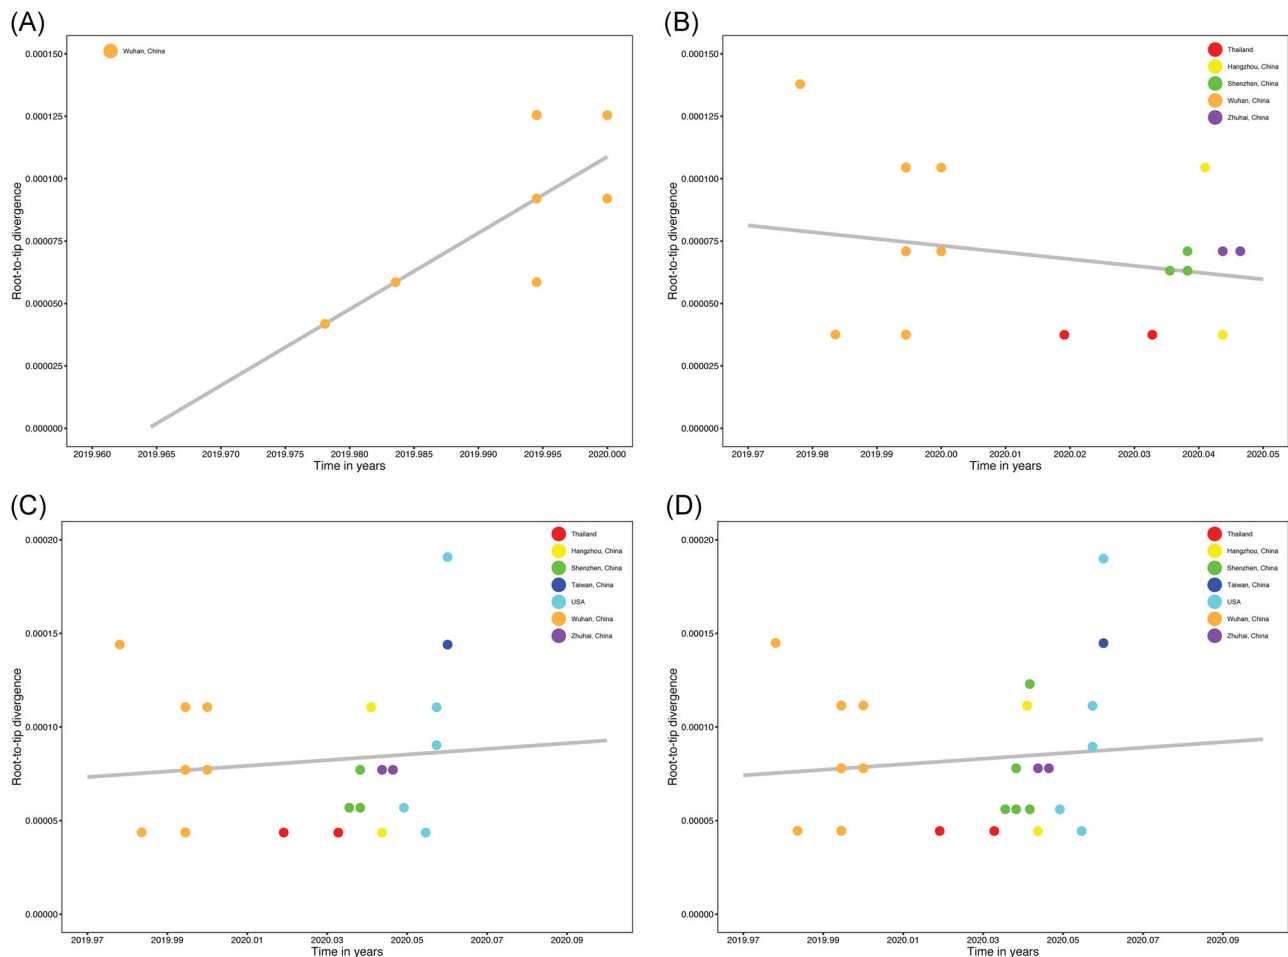 (A)
Root-to-tip divergence
0.000150
0.000125
0.000100
0.000075
0.000050
0.000025
0.000000
Wuhan, China
2019.960 2019.965 2019.970 2019.975 2019.980 2019.985 2019.990 2019.995 2020.000
Time in years
(B)
Root-to-tip divergence
0.000150
0.000125
0.000100
0.000075
0.000050
0.000025
0.000000
Thailand
Hangzhou, China
Shenzhen, China
Wuhan, China
Zhuhai, China
2019.97 2019.98 2019.99 2020.00 2020.01 2020.02 2020.03 2020.04 2020.05
Time in years
(C)
Root-to-tip divergence
0.00020
0.00015
0.00010
0.00005
0.00000
Thailand
Hangzhou, China
Shenzhen, China
Taiwan, China
USA
Wuhan, China
Zhuhai, China
2019.97 2019.99 2020.01 2020.03 2020.05 2020.07 2020.09
Time in years
(D)
Root-to-tip divergence
0.00020
0.00015
0.00010
0.00005
0.00000
Thailand
Hangzhou, China
Shenzhen, China
Taiwan, China
USA
Wuhan, China
Zhuhai, China
2019.97 2019.99 2020.01 2020.03 2020.05 2020.07 2020.09
Time in years